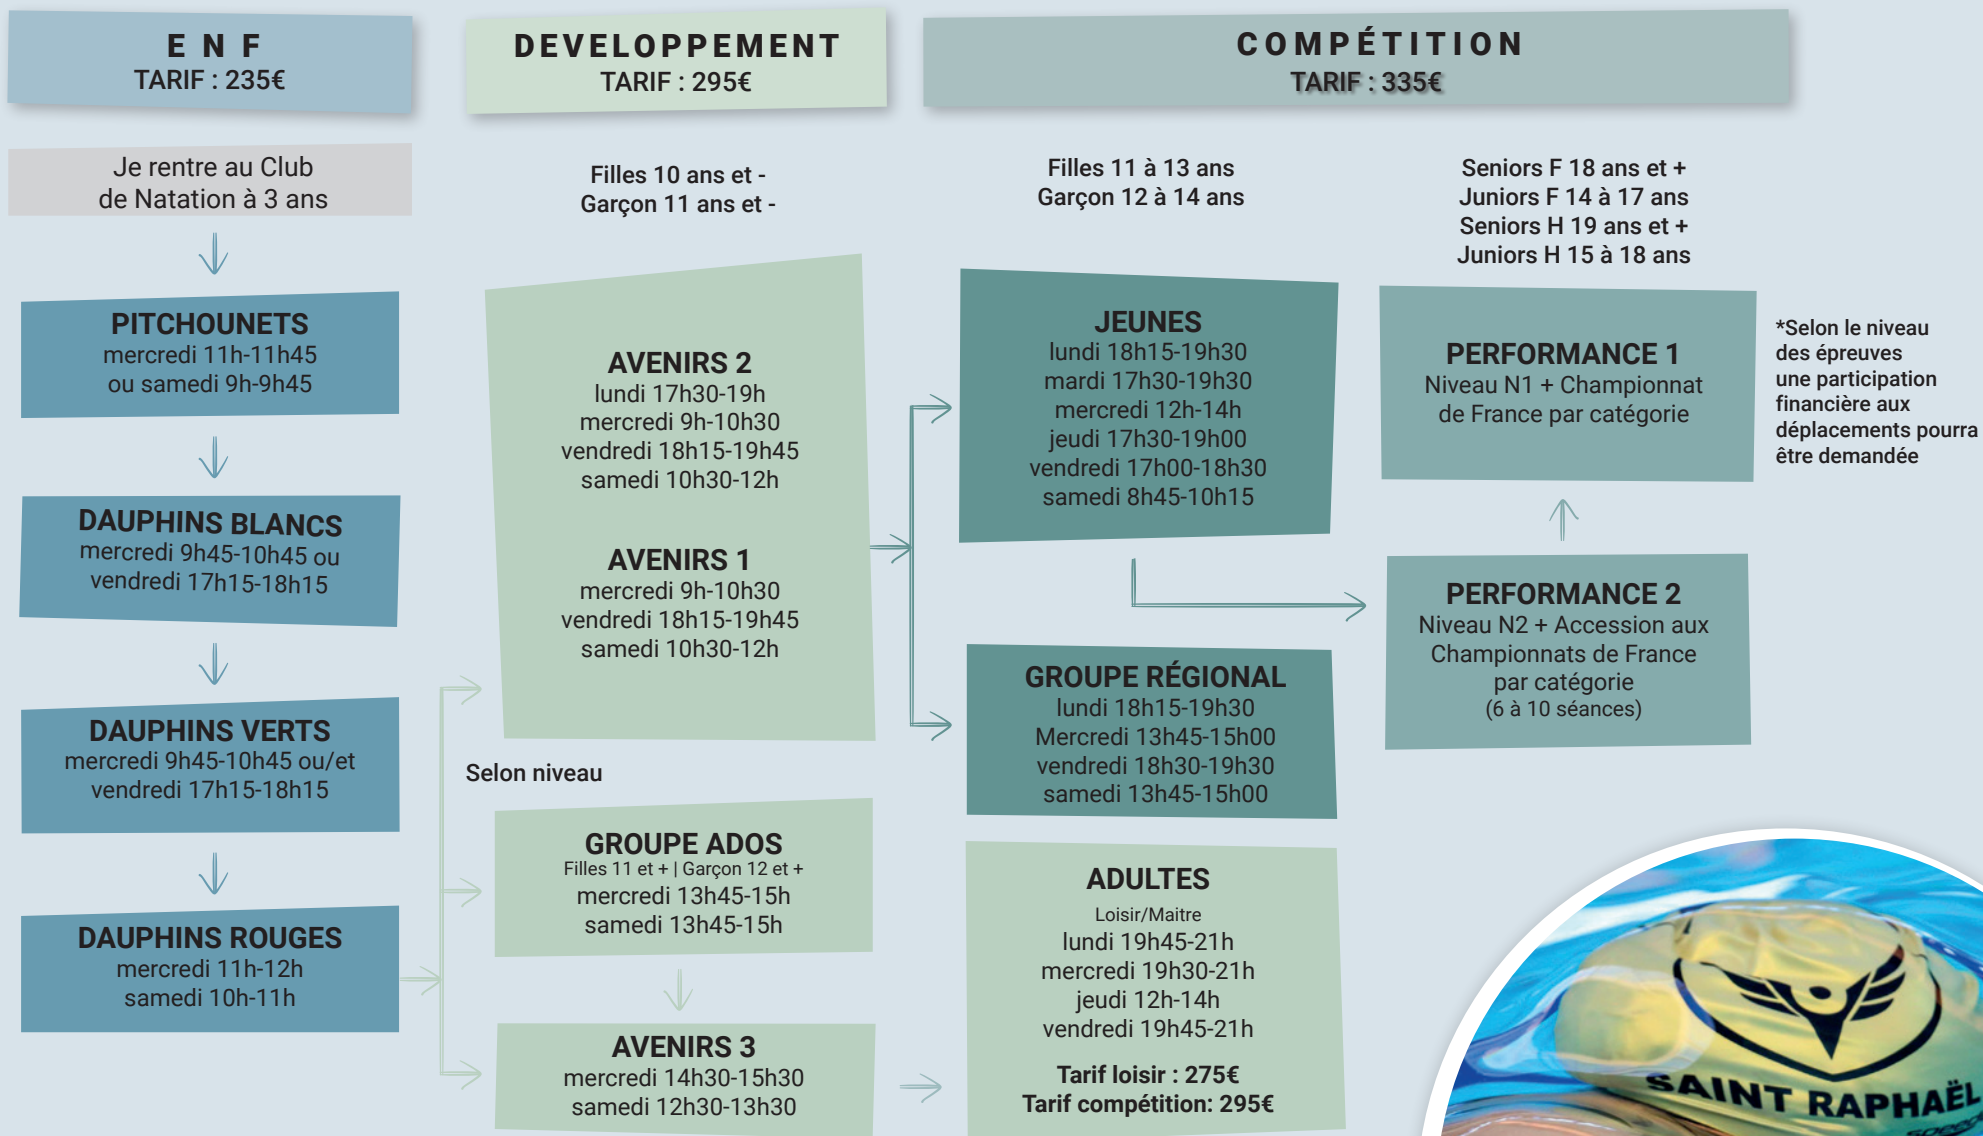 E N F
TARIF : 235€
Je rentre au Club
de Natation à 3 ans
PITCHOUNETS
mercredi 11h-11h45
ou samedi 9h-9h45
DAUPHINS BLANCS
mercredi 9h45-10h45 ou
vendredi 17h15-18h15
DAUPHINS VERTS
mercredi 9h45-10h45 ou/et
vendredi 17h15-18h15
DAUPHINS ROUGES
mercredi 11h-12h
samedi 10h-11h
DEVELOPPEMENT
TARIF : 295€
Filles 10 ans et -
Garçon 11 ans et -
AVENIRS 2
lundi 17h30-19h
mercredi 9h-10h30
vendredi 18h15-19h45
samedi 10h30-12h
AVENIRS 1
mercredi 9h-10h30
vendredi 18h15-19h45
samedi 10h30-12h
Selon niveau
GROUPE ADOS
Filles 11 et + | Garçon 12 et +
mercredi 13h45-15h
samedi 13h45-15h
AVENIRS 3
mercredi 14h30-15h30
samedi 12h30-13h30
COMPÉTITION
TARIF : 335€
Filles 11 à 13 ans
Garçon 12 à 14 ans
JEUNES
lundi 18h15-19h30
mardi 17h30-19h30
mercredi 12h-14h
jeudi 17h30-19h00
vendredi 17h00-18h30
samedi 8h45-10h15
GROUPE RÉGIONAL
lundi 18h15-19h30
Mercredi 13h45-15h00
vendredi 18h30-19h30
samedi 13h45-15h00
ADULTES
Loisir/Maitre
lundi 19h45-21h
mercredi 19h30-21h
jeudi 12h-14h
vendredi 19h45-21h
Tarif loisir : 275€
Tarif compétition: 295€
Seniors F 18 ans et +
Juniors F 14 à 17 ans
Seniors H 19 ans et +
Juniors H 15 à 18 ans
PERFORMANCE 1
Niveau N1 + Championnat
de France par catégorie
PERFORMANCE 2
Niveau N2 + Accession aux
Championnats de France
par catégorie
(6 à 10 séances)
*Selon le niveau
des épreuves
une participation
financière aux
déplacements pourra
être demandée
SAINT RAPHAËL